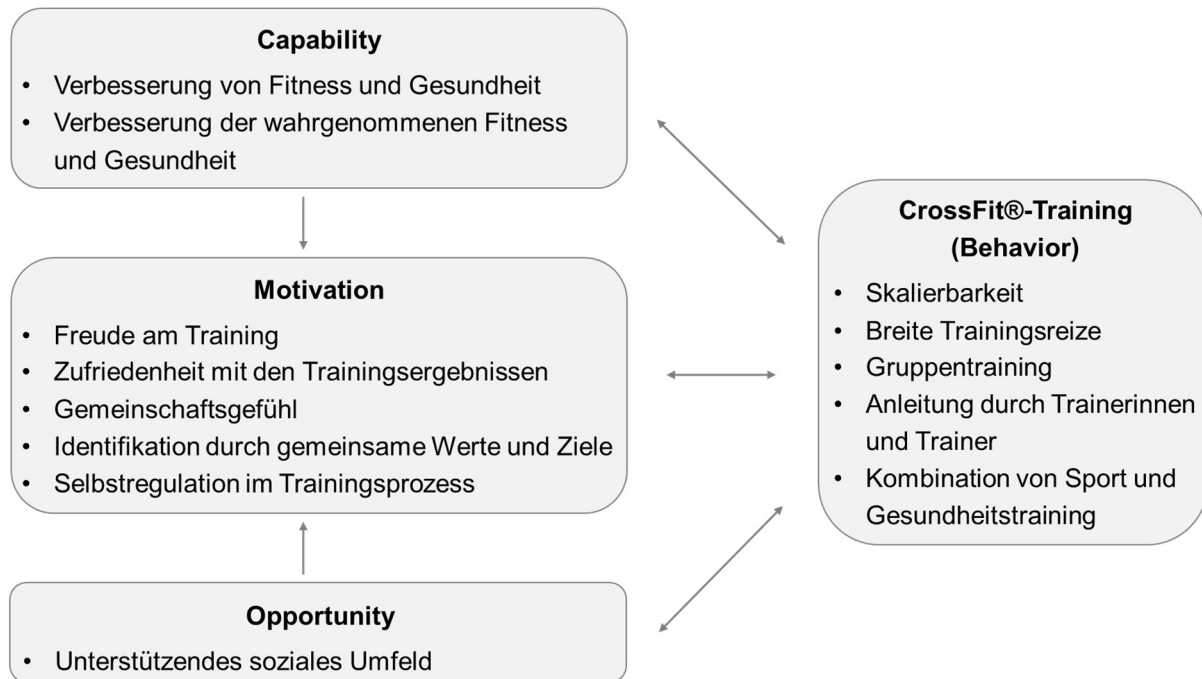 Capability
• Verbesserung von Fitness und Gesundheit
• Verbesserung der wahrgenommenen Fitness
und Gesundheit
Motivation
• Freude am Training
• Zufriedenheit mit den Trainingsergebnissen
• Gemeinschaftsgefühl
• Identifikation durch gemeinsame Werte und Ziele
• Selbstregulation im Trainingsprozess
Opportunity
• Unterstützendes soziales Umfeld
CrossFit®-Training
(Behavior)
• Skalierbarkeit
• Breite Trainingsreize
• Gruppentraining
• Anleitung durch Trainerinnen
und Trainer
• Kombination von Sport und
Gesundheitstraining